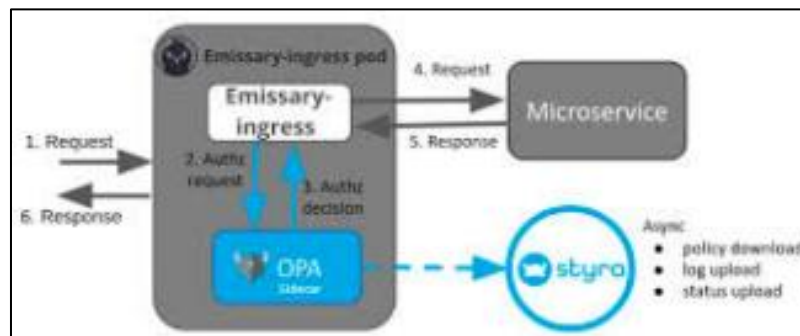 Emissary-ingress pod
4. Request
Emissary-
ingress
Microservice
1. Request
2. Authz
request
5. Response
3. Authz
decision
6. Response
OPA
Sidecar
styra
Async
policy download
log upload
status upload